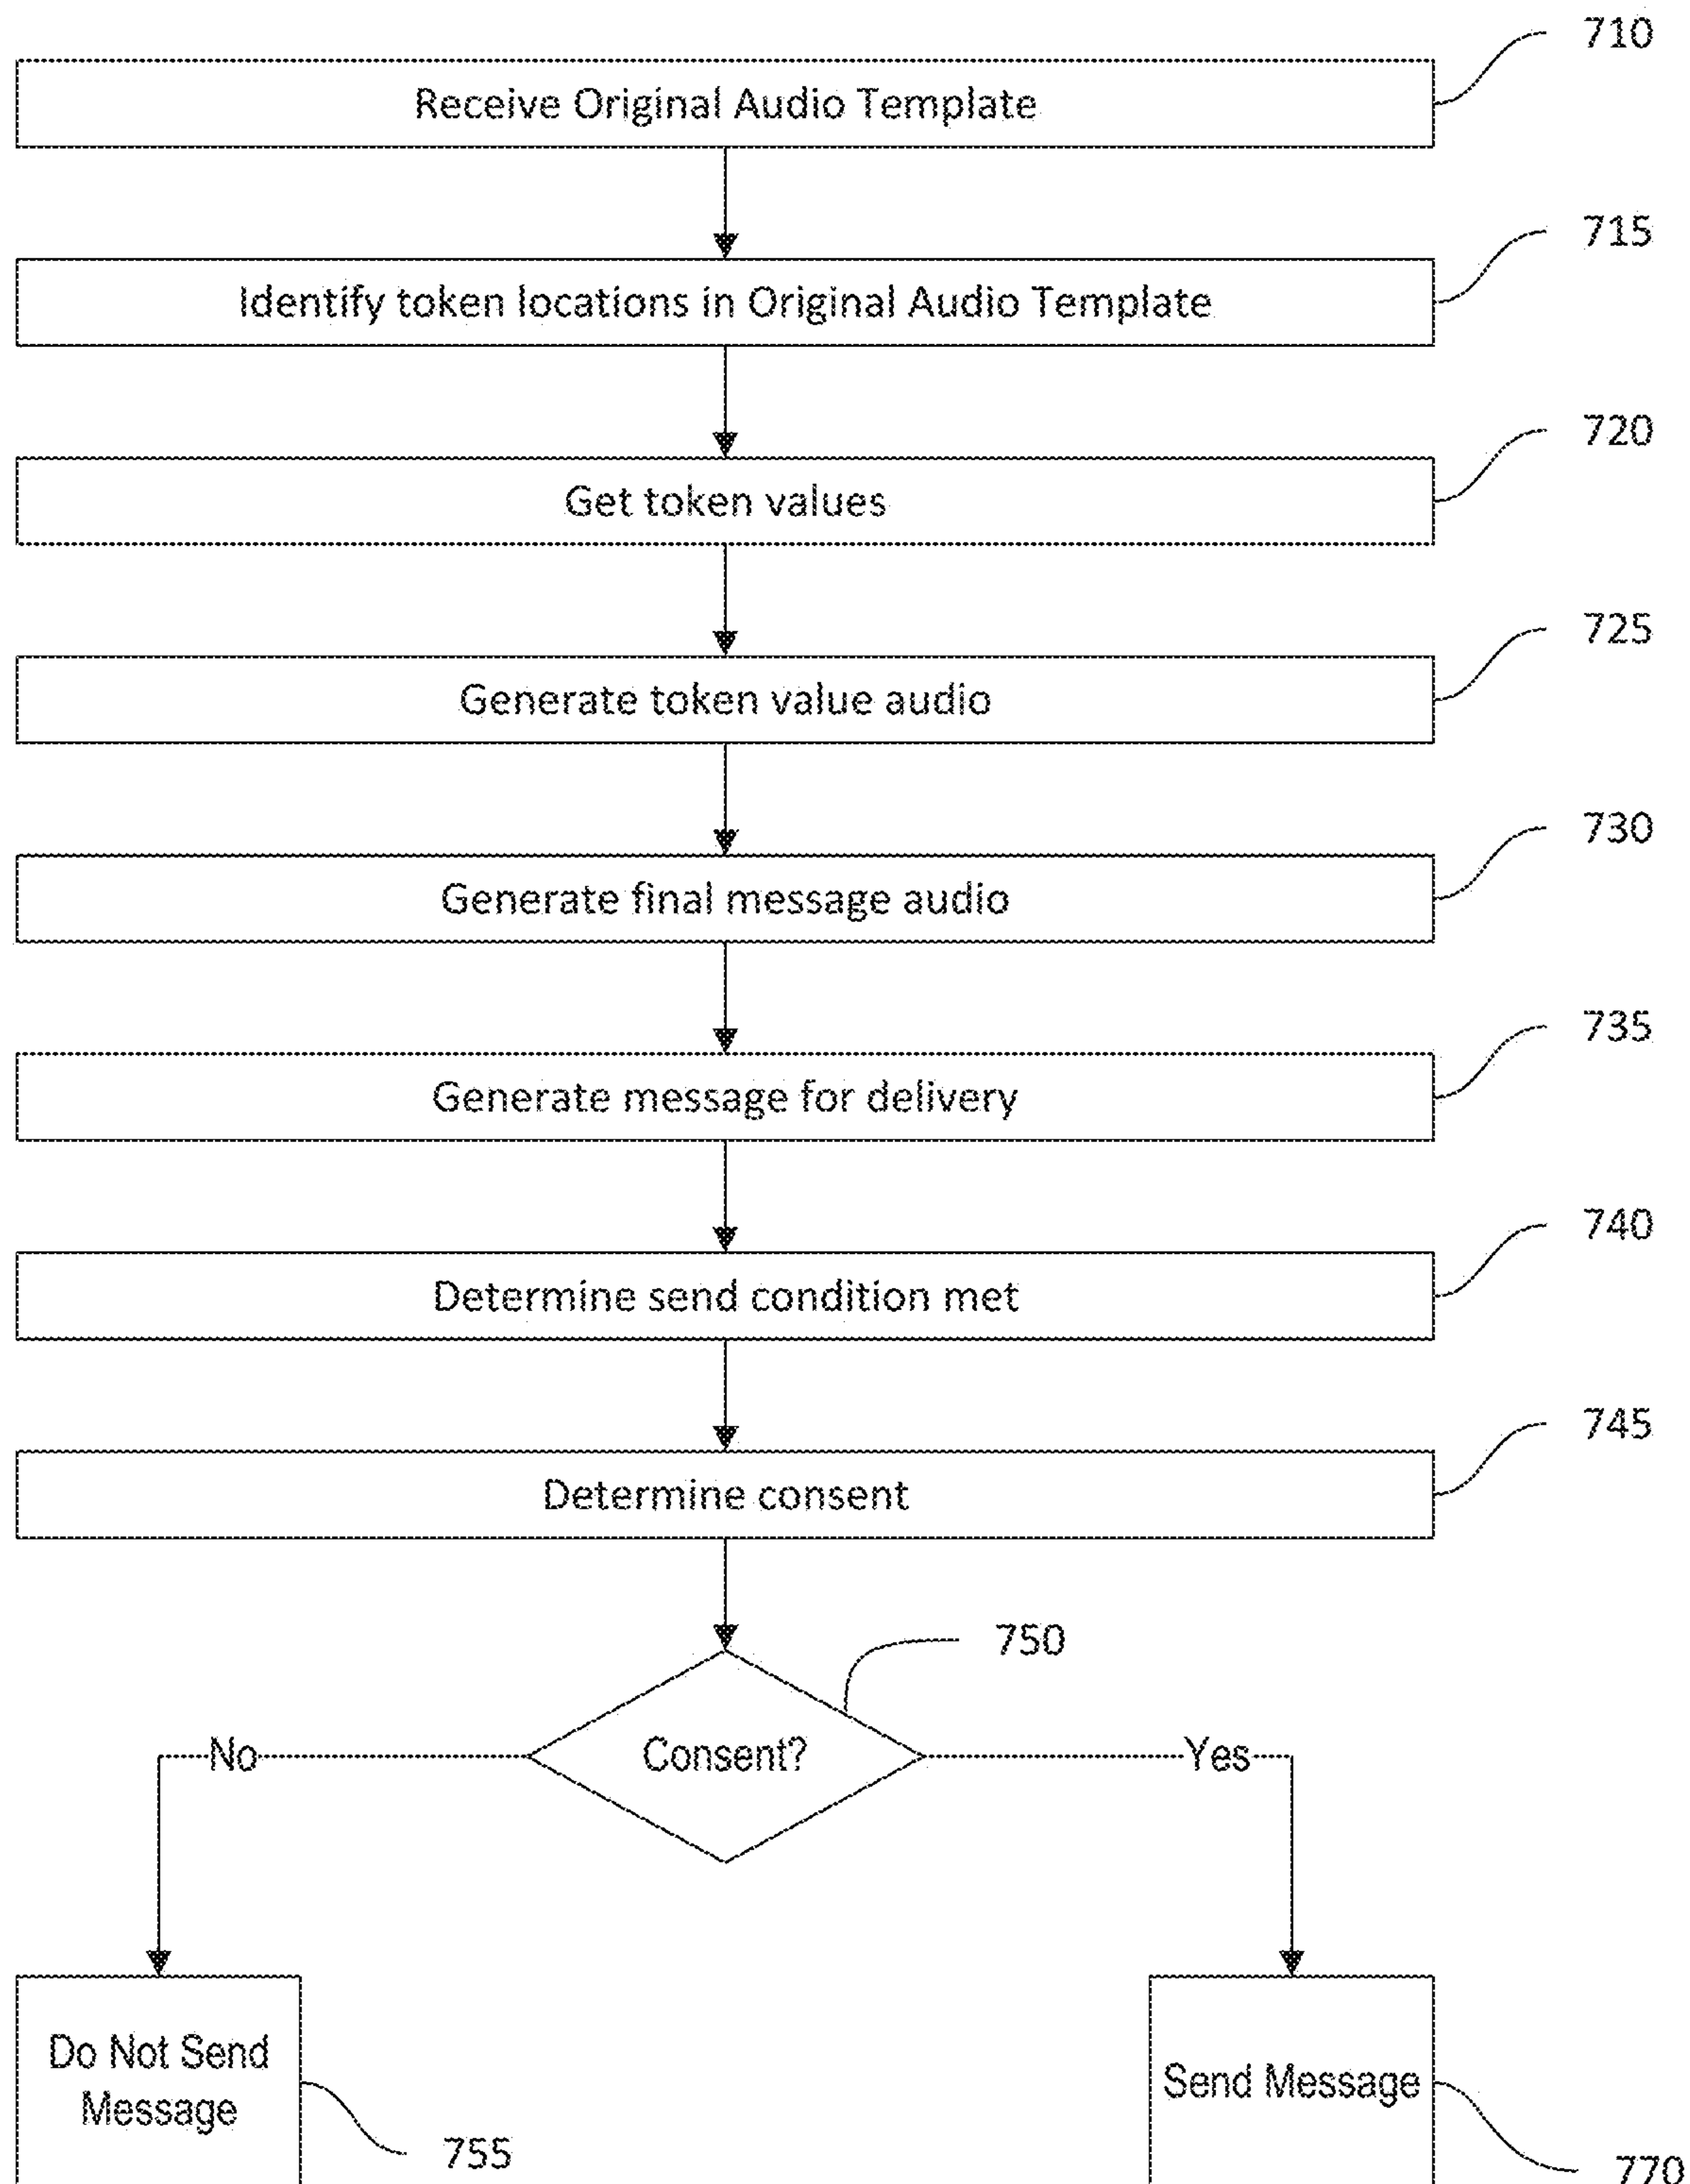 710
Receive Original Audio Template
715
Identify token locations in Original Audio Template
720
Get token values
725
Generate token value audio
730
Generate final message audio
735
Generate message for delivery
740
Determine send condition met
745
Determine consent
750
No
Consent?
Yes
Do Not Send
Message
755
Send Message
770